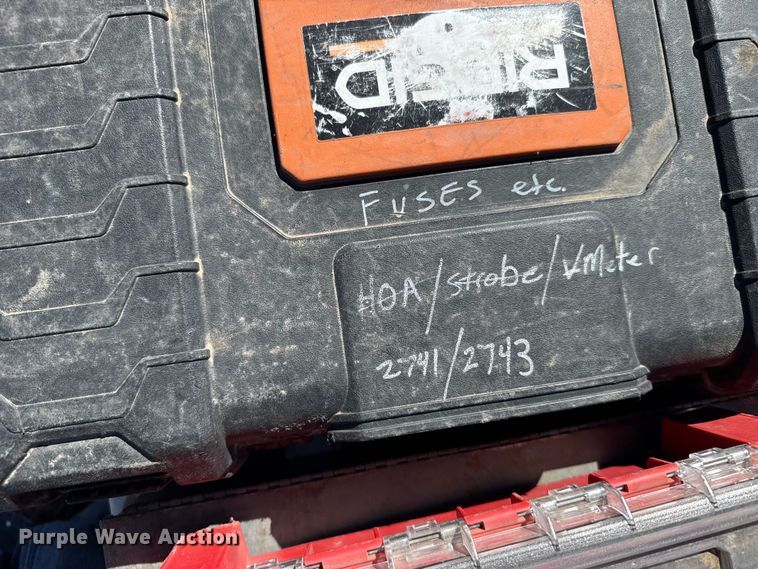 RIDGID
FUSES etc.
HOA/strobe/VMeter
2741/2743
Purple Wave Auction